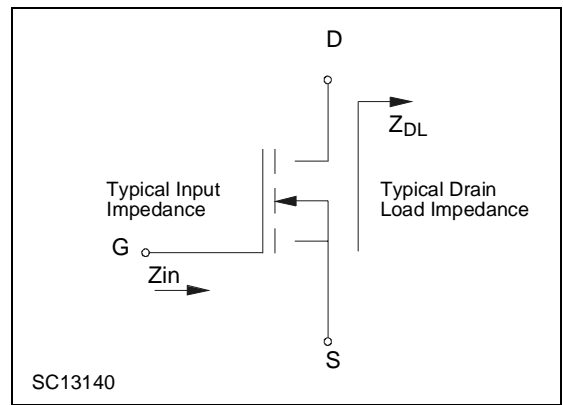 D
Z_DL
Typical Input
Impedance
Typical Drain
Load Impedance
G
Zin
S
SC13140